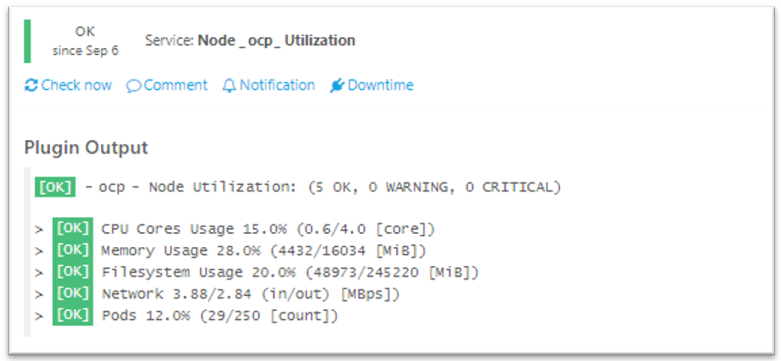 OK
since Sep 6
Service: Node _ ocp _ Utilization
Check now Comment Notification Downtime
Plugin Output
[OK] - ocp - Node Utilization: (5 OK, 0 WARNING, 0 CRITICAL)
> [OK] CPU Cores Usage 15.0% (0.6/4.0 [core])
> [OK] Memory Usage 28.0% (4432/16034 [MiB])
> [OK] Filesystem Usage 20.0% (48973/245220 [MiB])
> [OK] Network 3.88/2.84 (in/out) [MBps])
> [OK] Pods 12.0% (29/250 [count])